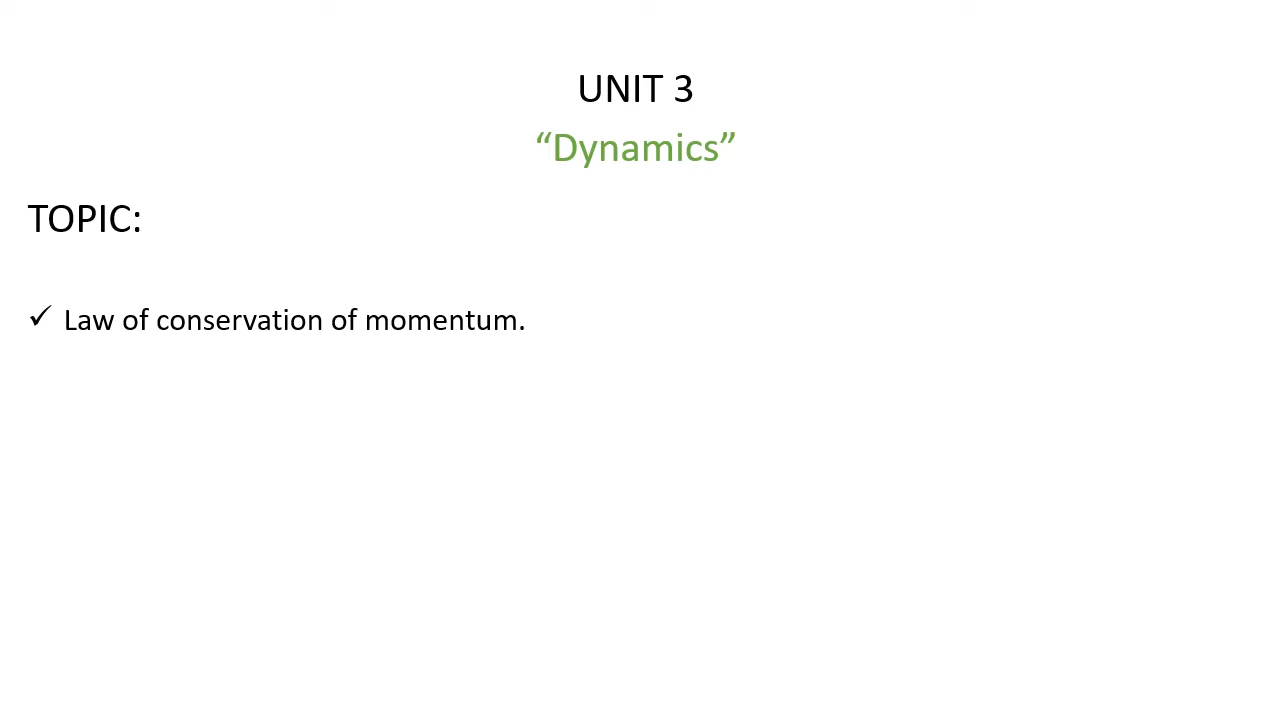 UNIT 3
“Dynamics”
TOPIC:
✓ Law of conservation of momentum.